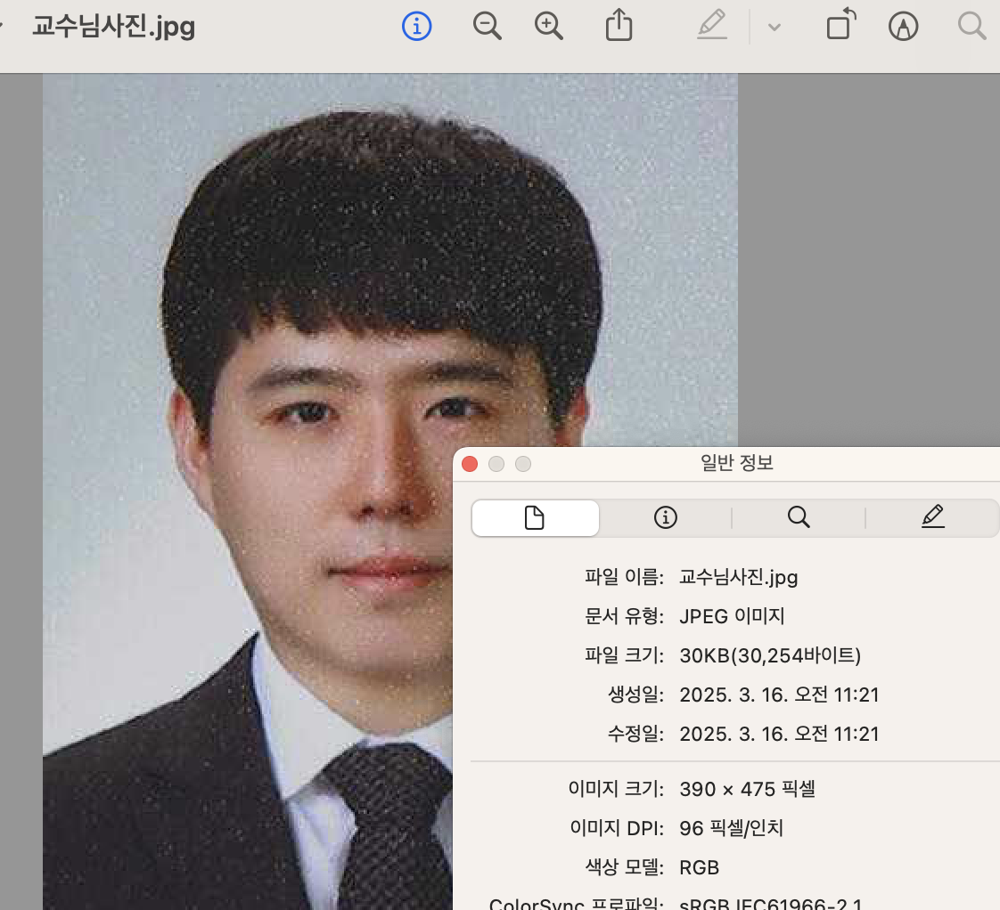 교수님사진.jpg
일반 정보
파일 이름: 교수님사진.jpg
문서 유형: JPEG 이미지
파일 크기: 30KB(30,254바이트)
생성일: 2025. 3. 16. 오전 11:21
수정일: 2025. 3. 16. 오전 11:21
이미지 크기: 390 × 475 픽셀
이미지 DPI: 96 픽셀/인치
색상 모델: RGB
ColorSync 프로파일: sRGB IEC61966-2.1